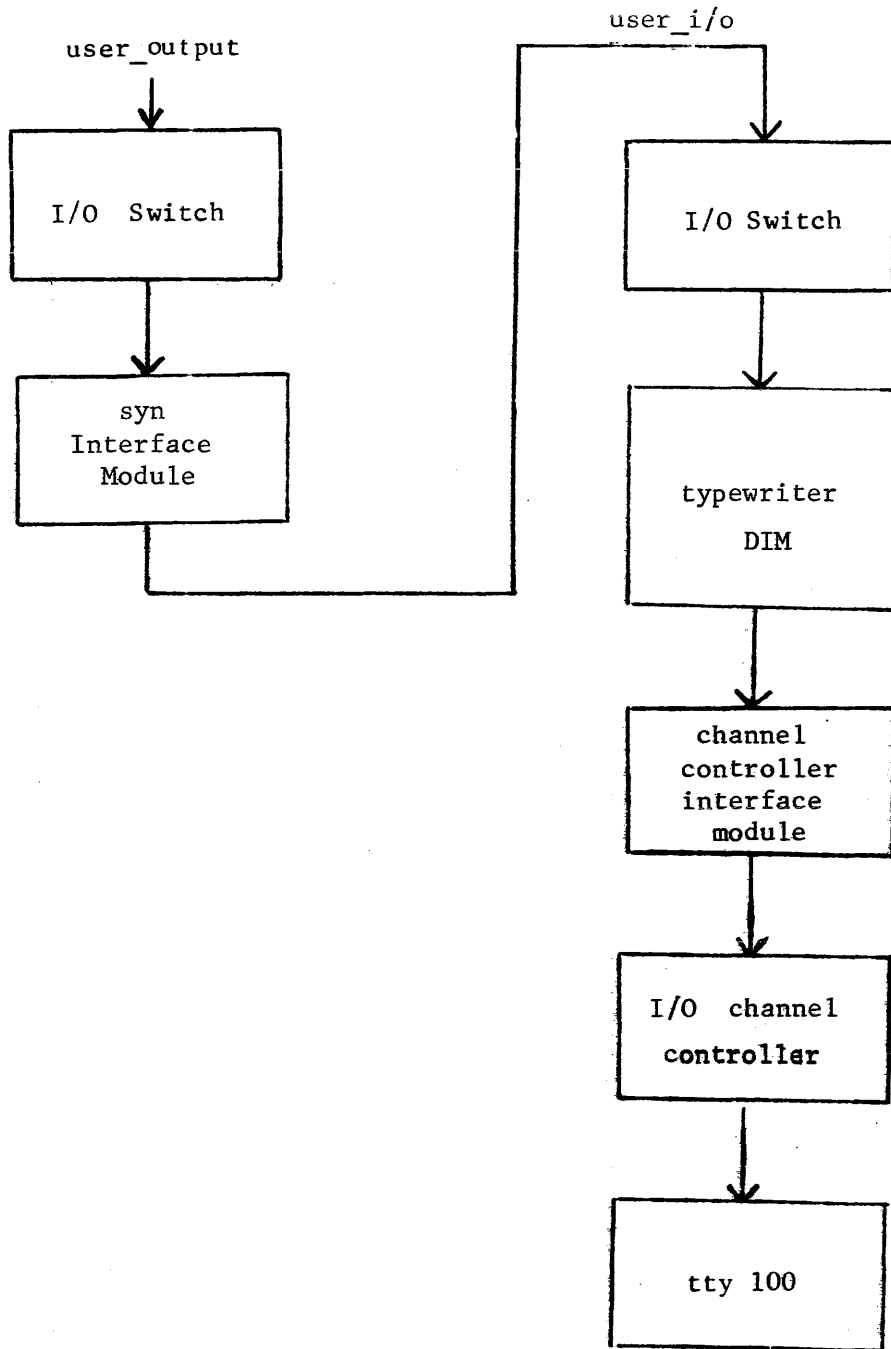 user_output
I/O Switch
syn
Interface
Module
user_i/o
I/O Switch
typewriter
DIM
channel
controller
interface
module
I/O channel
controller
tty 100